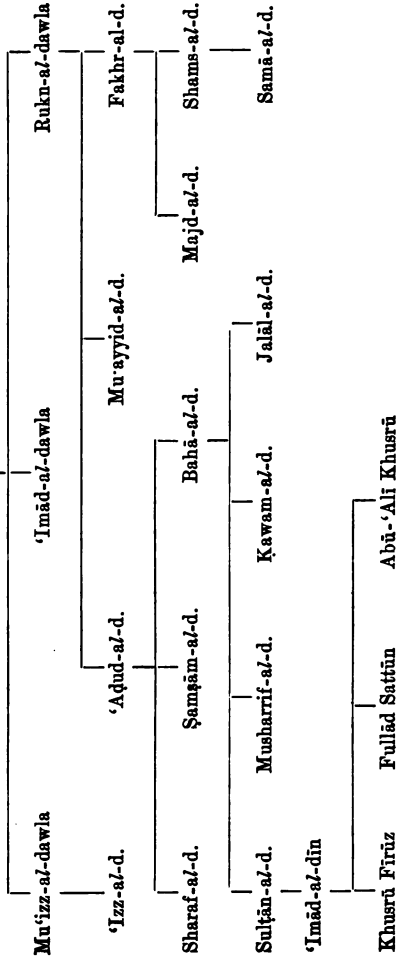 Mu‘izz-al-dawla ‘Imād-al-dawla Rukn-al-dawla
‘Izz-al-d. ‘Aḍud-al-d. Mu·ayyid-al-d. Fakhr-al-d.
Sharaf-al-d. Ṣamṣām-al-d. Bahā-al-d. Majd-al-d. Shams-al-d.
Sulṭān-al-d. Musharrif-al-d. Ḳawam-al-d. Jalāl-al-d. Samā-al-d.
‘Imād-al-dīn
Khusrū Fīrūz Fullād Sattūn Abū-‘Alī Khusrū